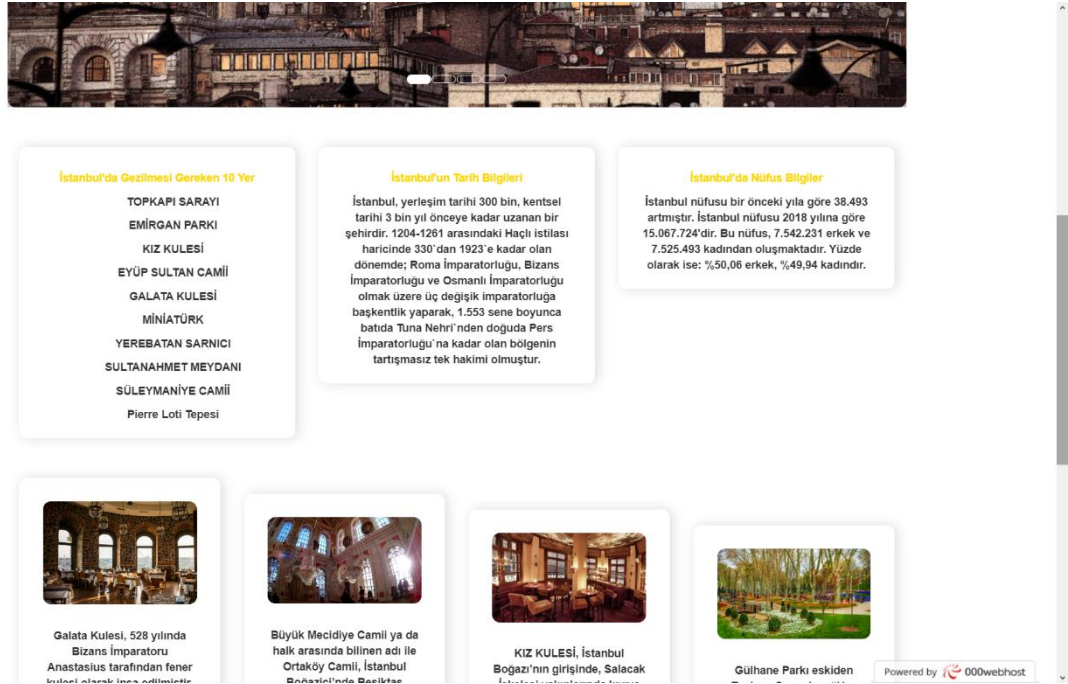 İstanbul'da Gezilmesi Gereken 10 Yer
TOPKAPI SARAYI
EMİRGAN PARKI
KIZ KULESİ
EYÜP SULTAN CAMİİ
GALATA KULESİ
MİNİATÜRK
YEREBATAN SARNICI
SULTANAHMET MEYDANI
SÜLEYMANİYE CAMİİ
Pierre Loti Tepesi
İstanbul'un Tarih Bilgileri
İstanbul, yerleşim tarihi 300 bin, kentsel
tarihi 3 bin yıl önceye kadar uzanan bir
şehirdir. 1204-1261 arasındaki Haçlı istilası
haricinde 330`dan 1923`e kadar olan
dönemde; Roma İmparatorluğu, Bizans
İmparatorluğu ve Osmanlı İmparatorluğu
olmak üzere üç değişik imparatorluğa
başkentlik yaparak, 1.553 sene boyunca
batıda Tuna Nehri`nden doğuda Pers
İmparatorluğu`na kadar olan bölgenin
tartışmasız tek hakimi olmuştur.
İstanbul'da Nüfus Bilgiler
İstanbul nüfusu bir önceki yıla göre 38.493
artmıştır. İstanbul nüfusu 2018 yılına göre
15.067.724'dir. Bu nüfus, 7.542.231 erkek ve
7.525.493 kadından oluşmaktadır. Yüzde
olarak ise: %50,06 erkek, %49,94 kadındır.
Galata Kulesi, 528 yılında
Bizans İmparatoru
Anastasius tarafından fener
kulesi olarak inşa edilmiştir
Büyük Mecidiye Camii ya da
halk arasında bilinen adı ile
Ortaköy Camii, İstanbul
Boğaziçi'nde Beşiktaş
KIZ KULESİ, İstanbul
Boğazı'nın girişinde, Salacak
Gülhane Parkı eskiden
Powered by 000webhost